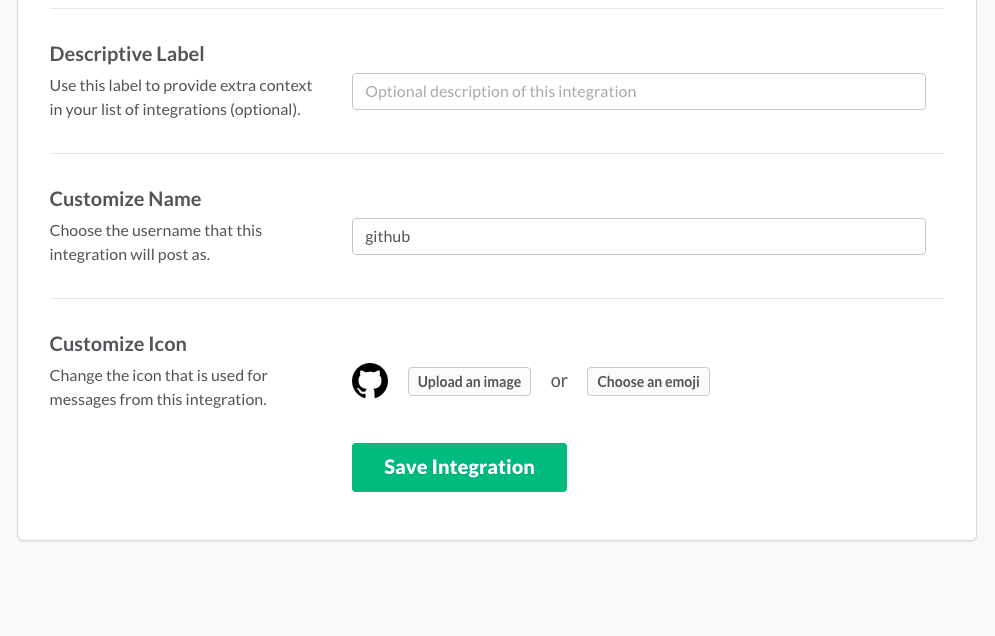 Descriptive Label
Use this label to provide extra context
in your list of integrations (optional).
Optional description of this integration
Customize Name
Choose the username that this
integration will post as.
github
Customize Icon
Change the icon that is used for
messages from this integration.
Upload an image or Choose an emoji
Save Integration